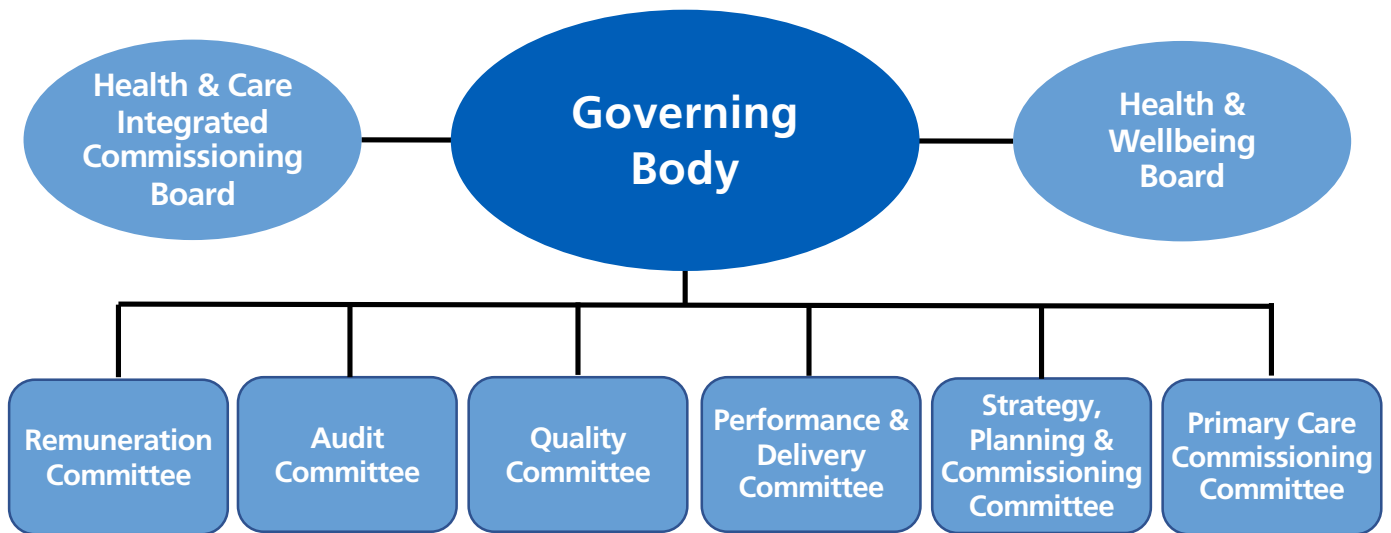 Health & Care
Integrated
Commissioning
Board
Governing
Body
Health &
Wellbeing
Board
Remuneration
Committee
Audit
Committee
Quality
Committee
Performance &
Delivery
Committee
Strategy,
Planning &
Commissioning
Committee
Primary Care
Commissioning
Committee